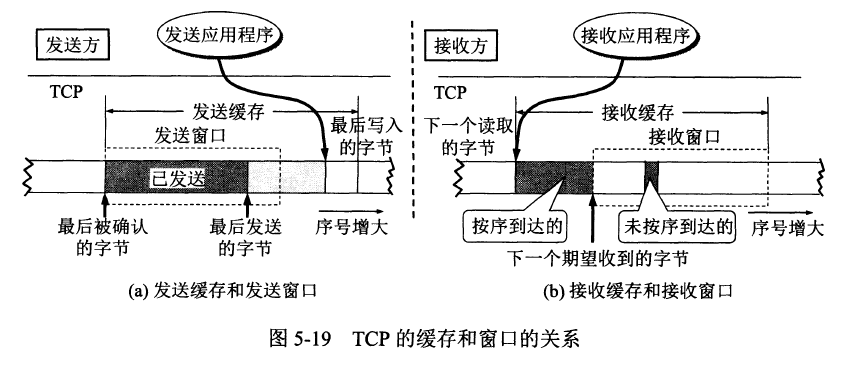 发送方
发送应用程序
TCP
发送缓存
发送窗口
最后写入
的字节
已发送
最后被确认
的字节
最后发送
的字节
序号增大
(a) 发送缓存和发送窗口
接收方
接收应用程序
TCP
接收缓存
下一个读取
的字节
接收窗口
按序到达的
未按序到达的
序号增大
下一个期望收到的字节
(b) 接收缓存和接收窗口
图 5-19 TCP 的缓存和窗口的关系